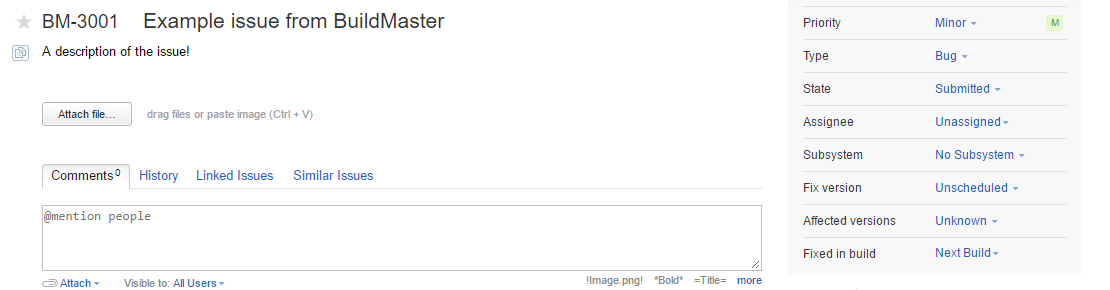 BM-3001 Example issue from BuildMaster
A description of the issue!
Attach file... drag files or paste image (Ctrl + V)
Comments 0 History Linked Issues Similar Issues
@mention people
Attach Visible to: All Users !Image.png! *Bold* =Title= more
Priority Minor M
Type Bug
State Submitted
Assignee Unassigned
Subsystem No Subsystem
Fix version Unscheduled
Affected versions Unknown
Fixed in build Next Build